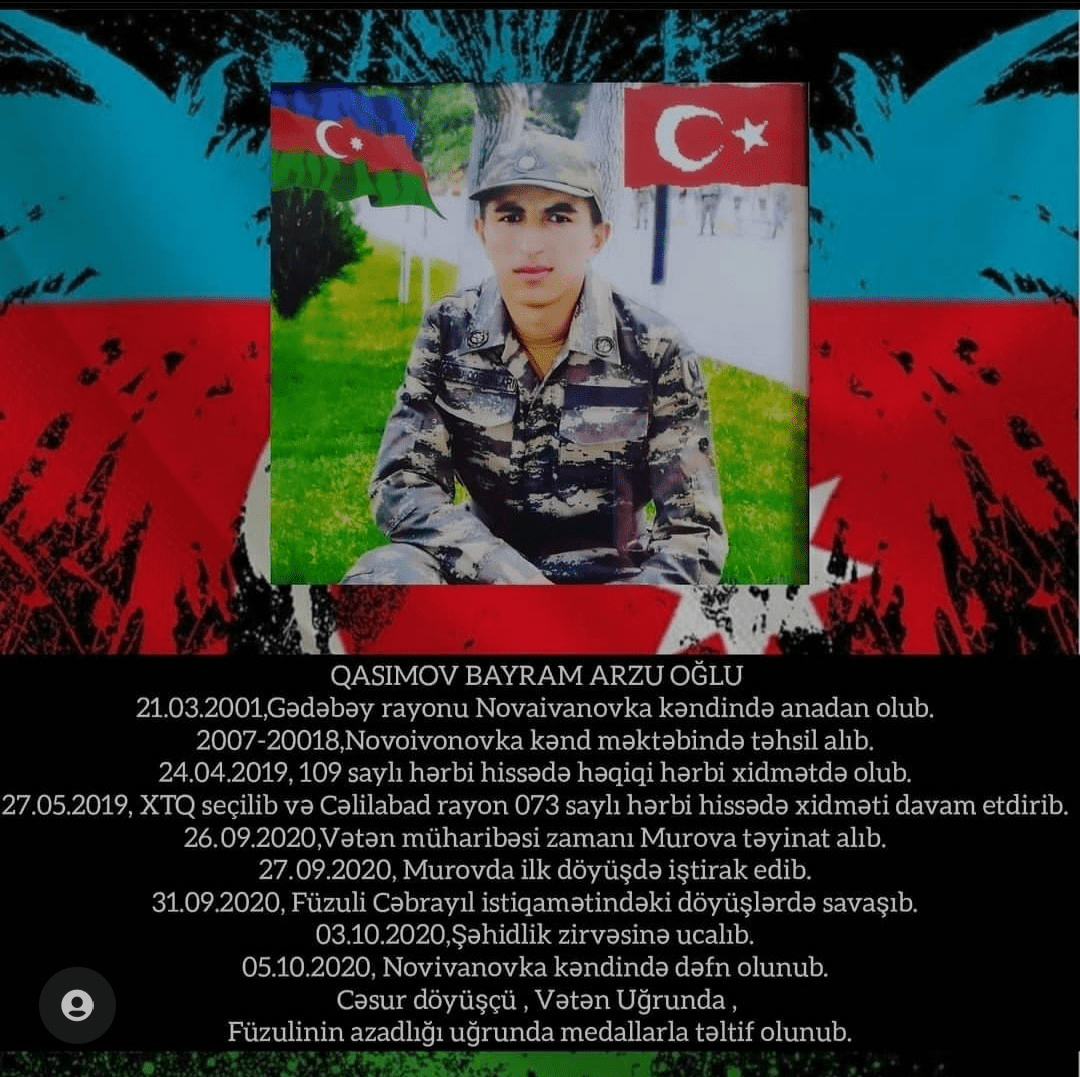 QASIMOV BAYRAM ARZU OĞLU
21.03.2001,Gədəbəy rayonu Novaivanovka kəndində anadan olub.
2007-20018,Novoivonovka kənd məktəbində təhsil alıb.
24.04.2019, 109 saylı hərbi hissədə həqiqi hərbi xidmətdə olub.
27.05.2019, XTQ seçilib və Cəlilabad rayon 073 saylı hərbi hissədə xidməti davam etdirib.
26.09.2020,Vətən müharibəsi zamanı Murova təyinat alıb.
27.09.2020, Murovda ilk döyüşdə iştirak edib.
31.09.2020, Füzuli Cəbrayıl istiqamətindəki döyüşlərdə savaşıb.
03.10.2020,Şəhidlik zirvəsinə ucalıb.
05.10.2020, Novivanovka kəndində dəfn olunub.
Cəsur döyüşçü , Vətən Uğrunda ,
Füzulinin azadlığı uğrunda medallarla təltif olunub.